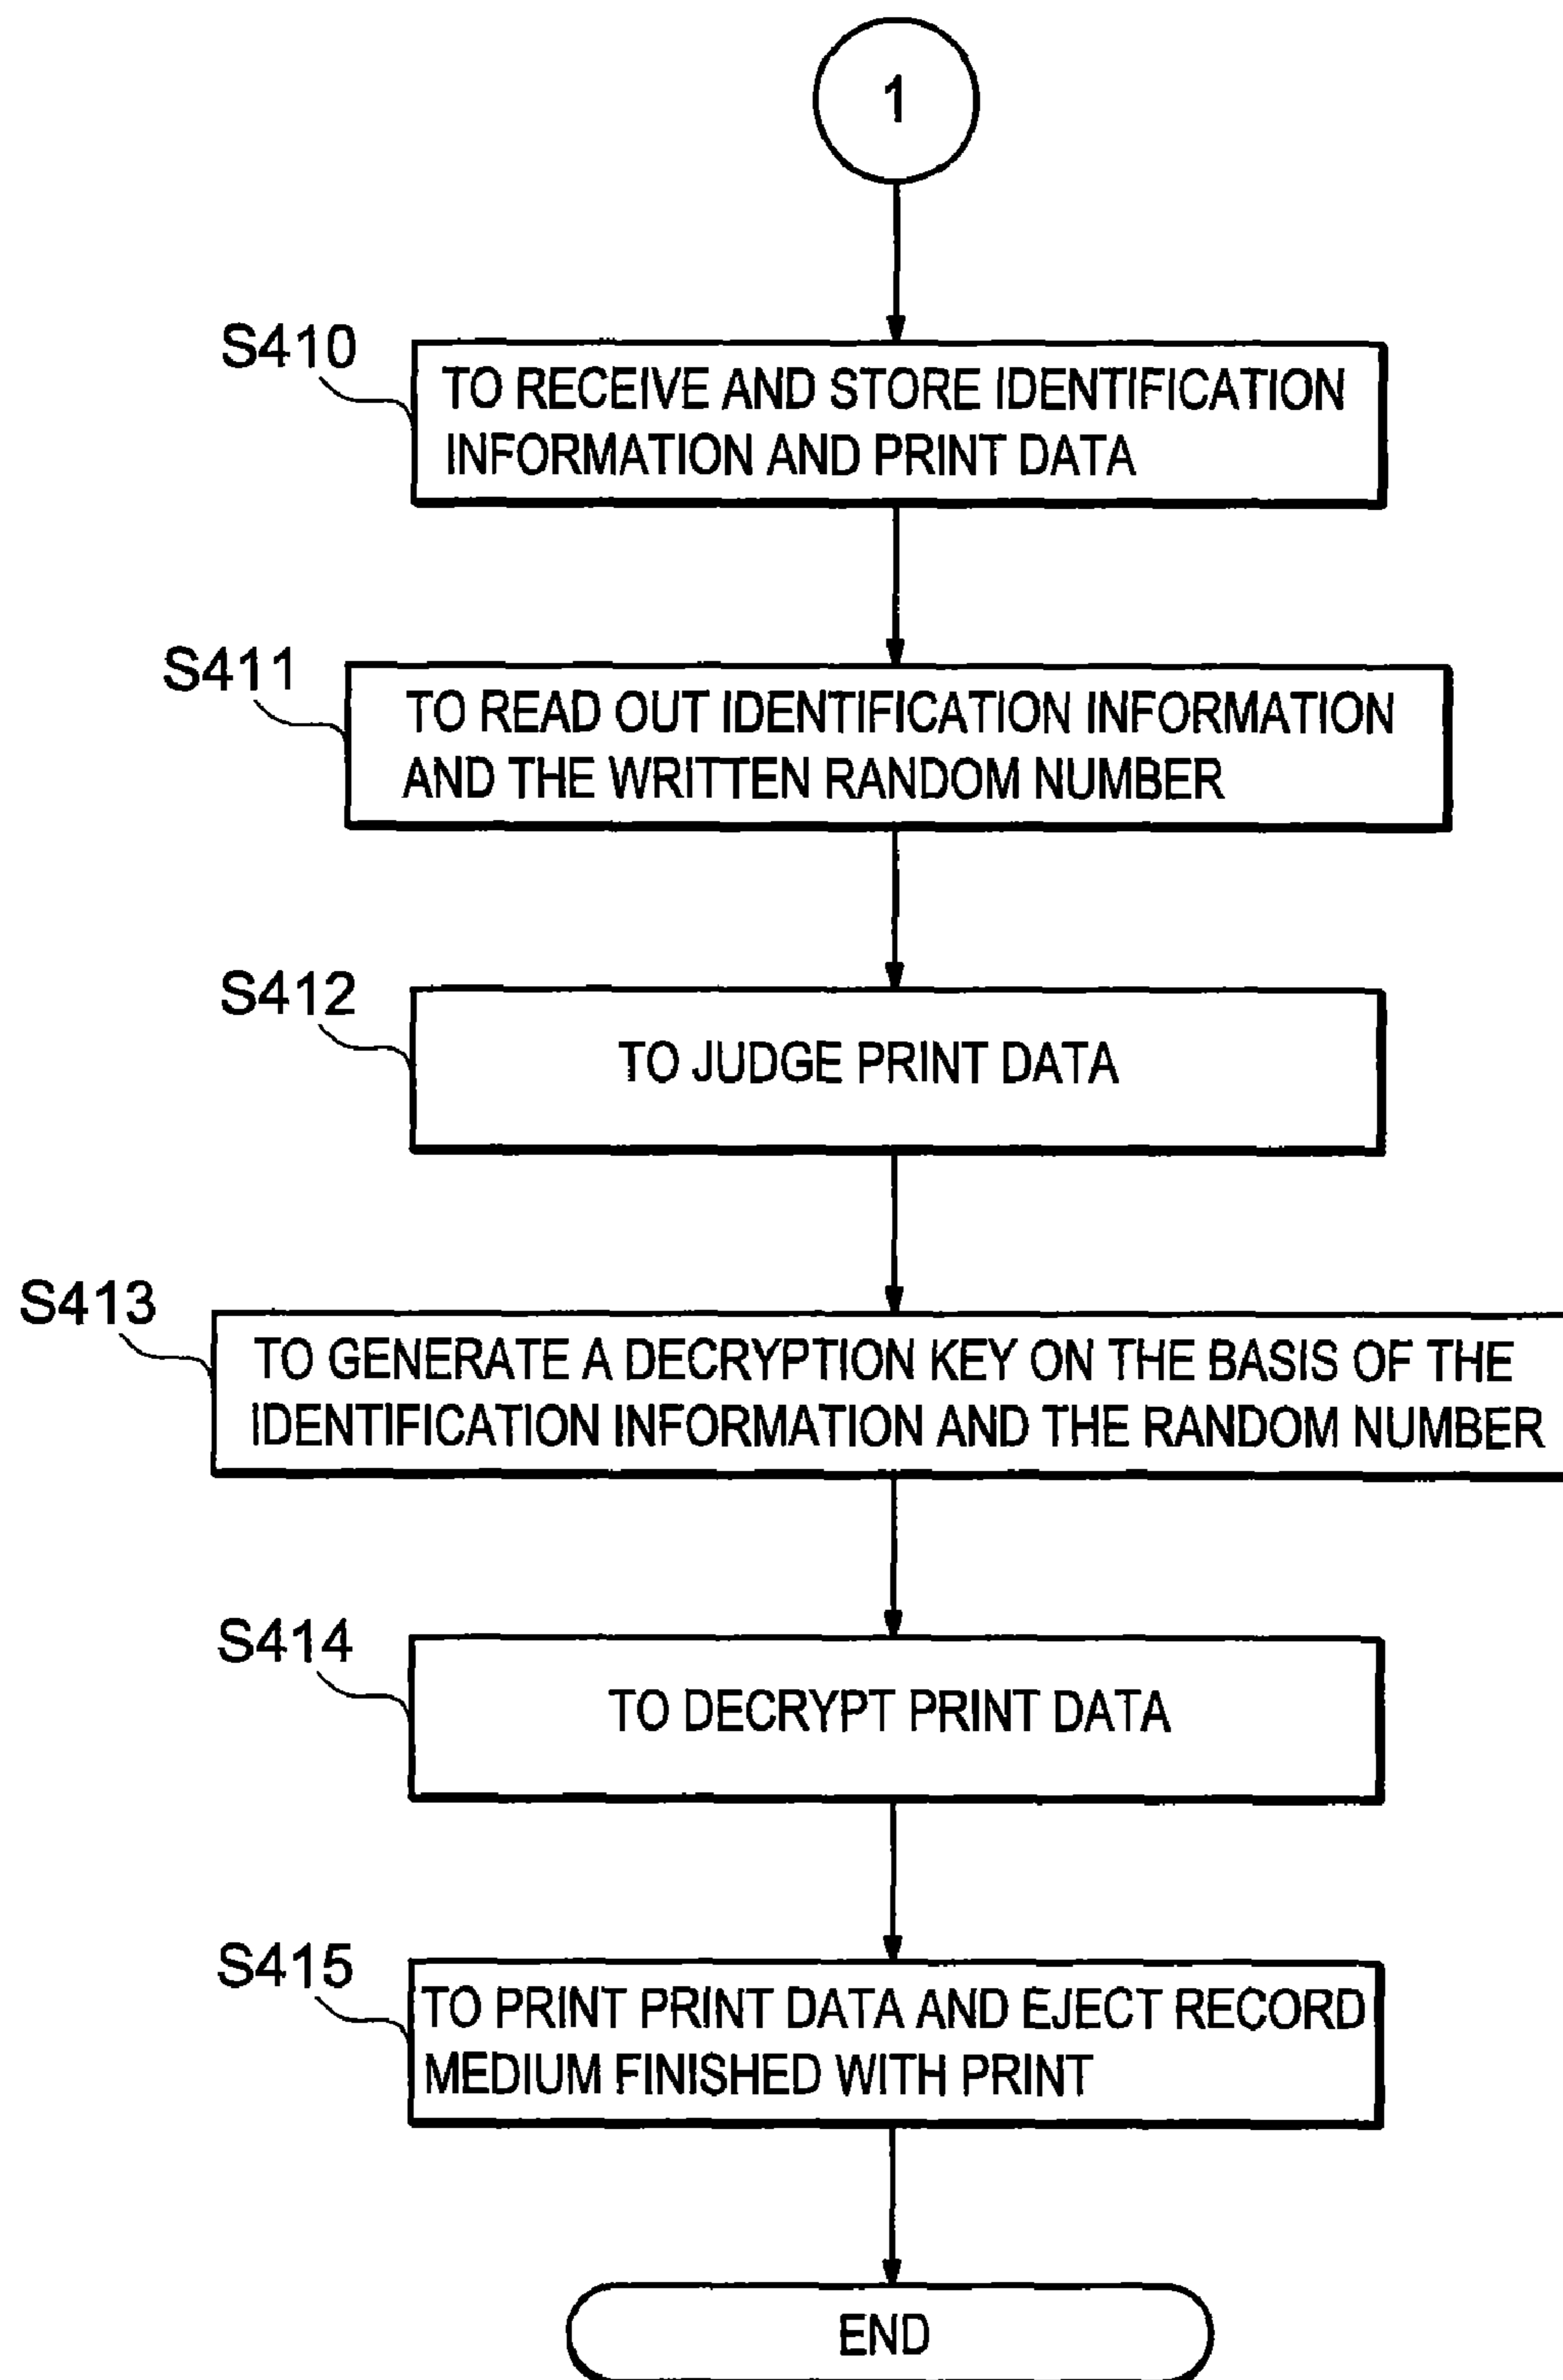 1
S410
TO RECEIVE AND STORE IDENTIFICATION
INFORMATION AND PRINT DATA
S411
TO READ OUT IDENTIFICATION INFORMATION
AND THE WRITTEN RANDOM NUMBER
S412
TO JUDGE PRINT DATA
S413
TO GENERATE A DECRYPTION KEY ON THE BASIS OF THE
IDENTIFICATION INFORMATION AND THE RANDOM NUMBER
S414
TO DECRYPT PRINT DATA
S415
TO PRINT PRINT DATA AND EJECT RECORD
MEDIUM FINISHED WITH PRINT
END